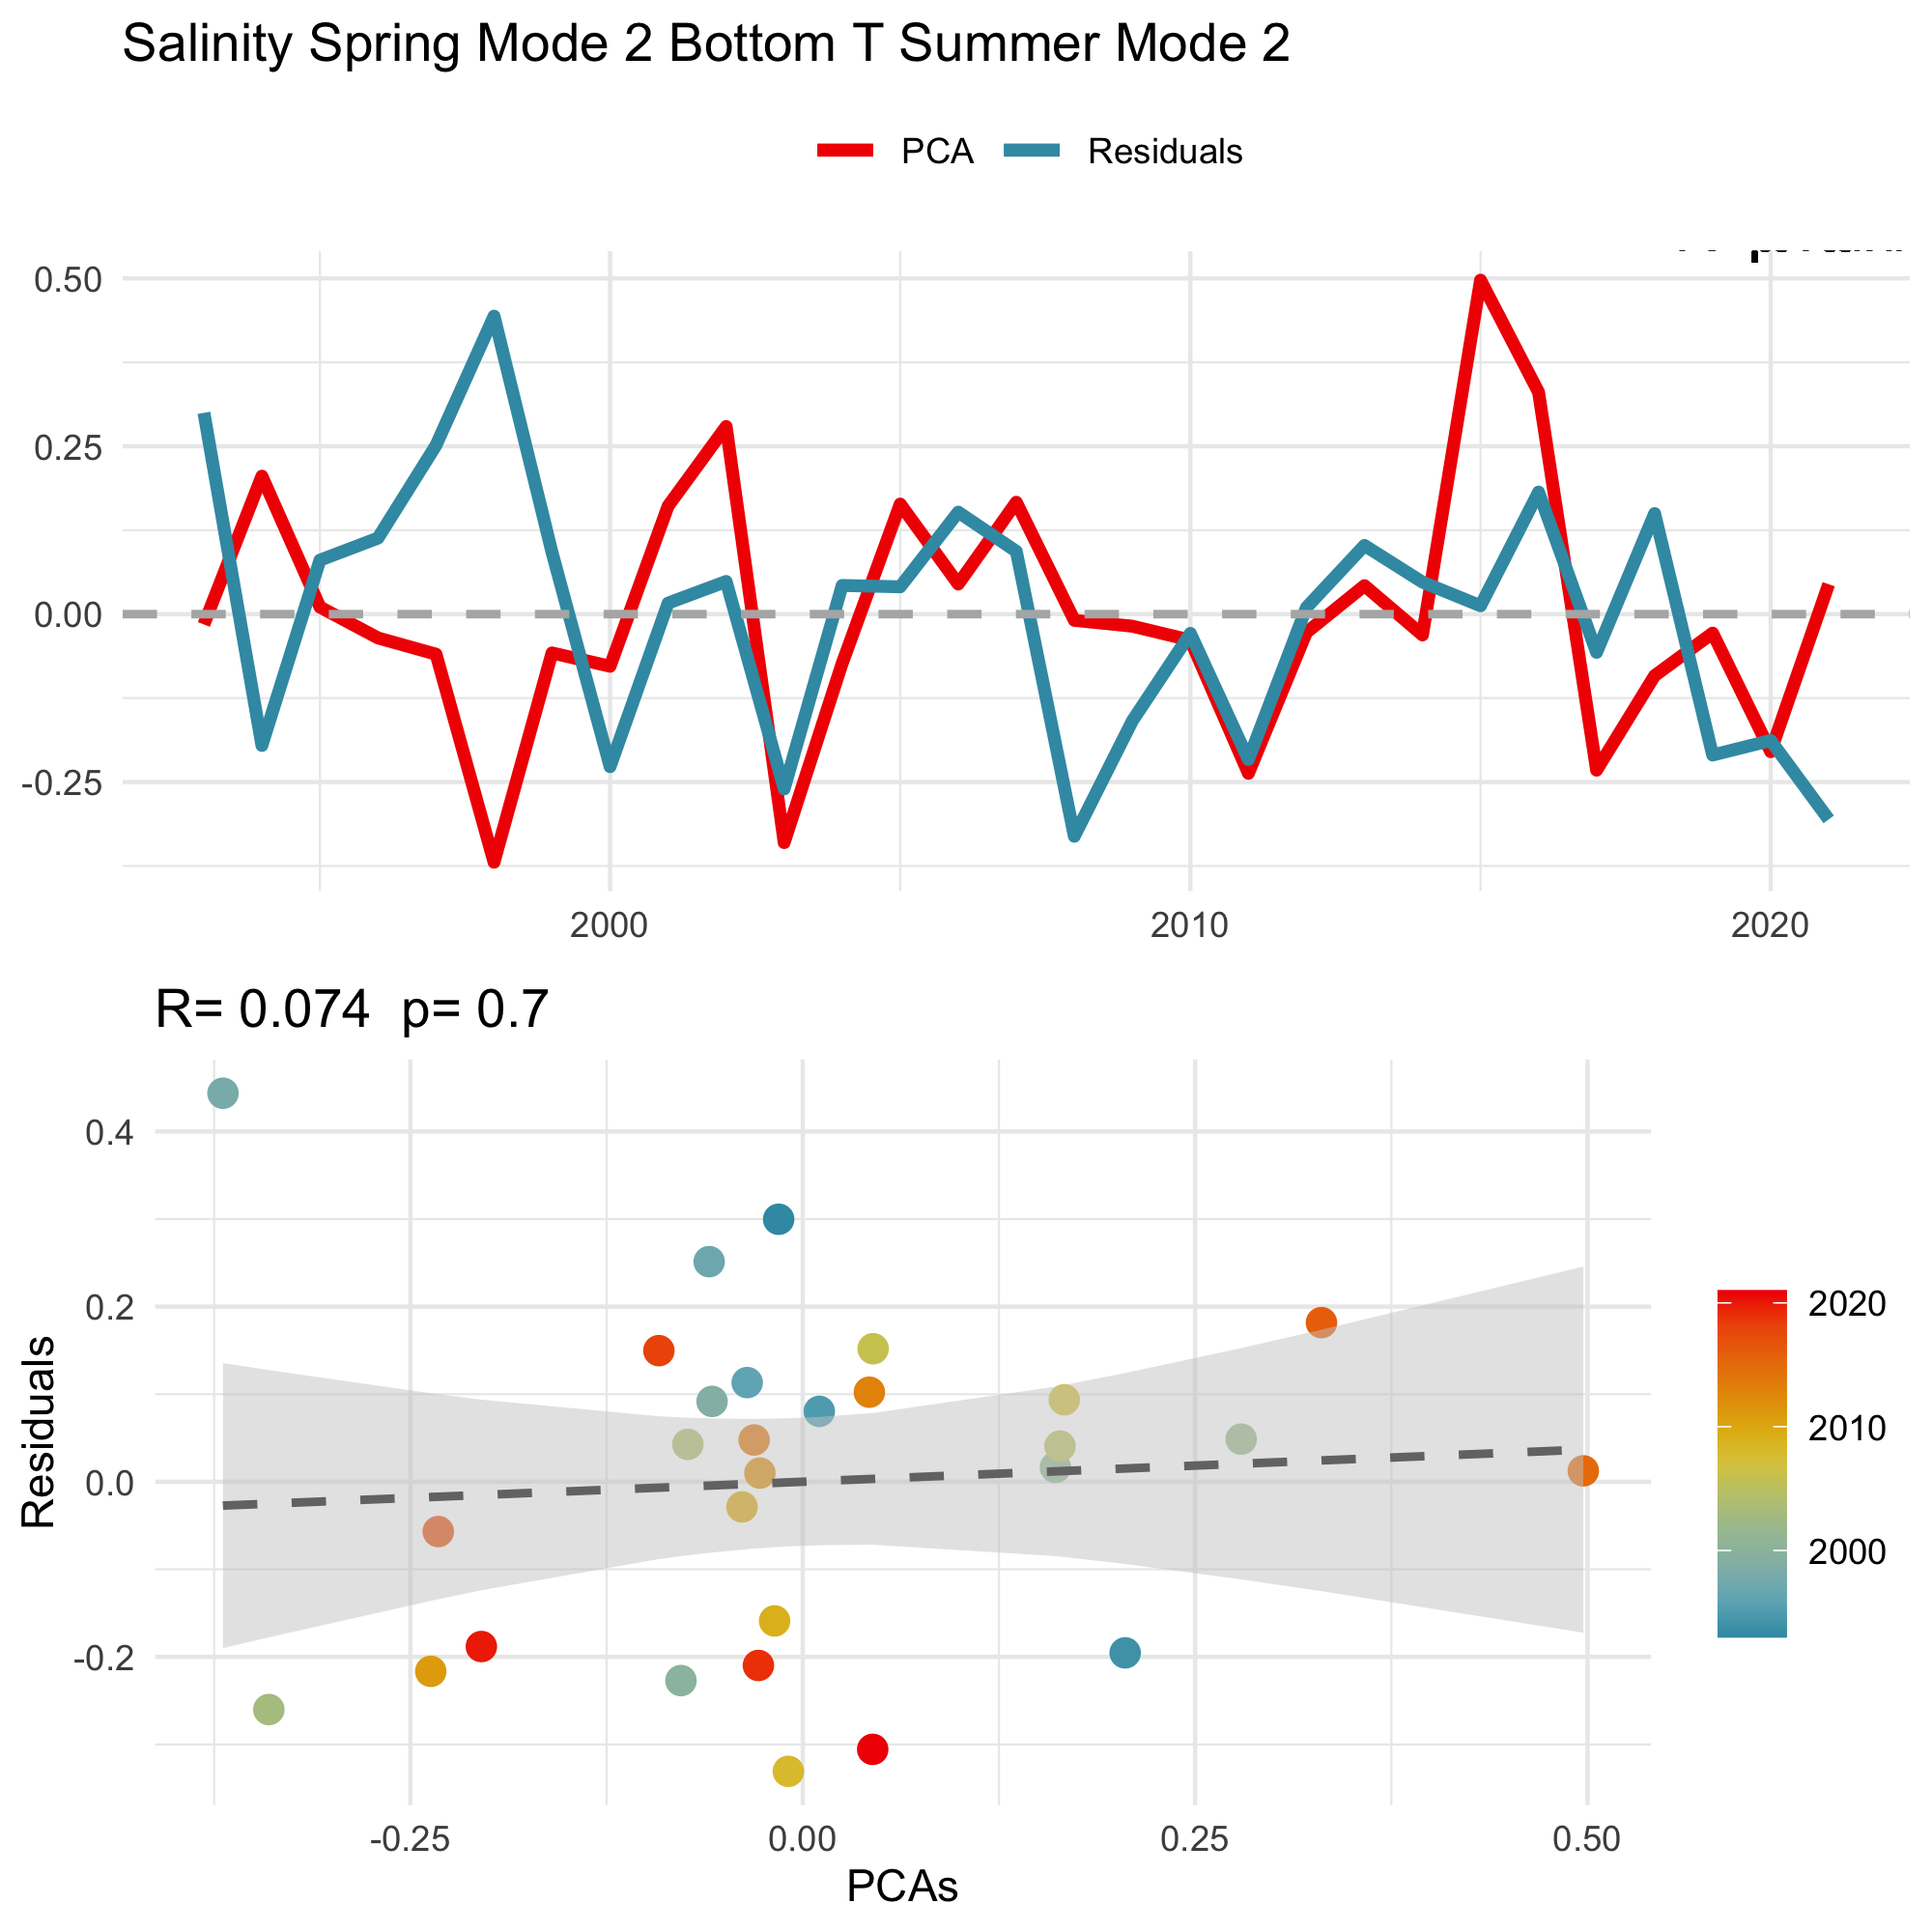 Salinity Spring Mode 2 Bottom T Summer Mode 2
PCA Residuals
0.50
0.25
0.00
-0.25
2000 2010 2020
R= 0.074 p= 0.7
Residuals
0.4
0.2
0.0
-0.2
-0.25 0.00 0.25 0.50
PCAs
2020
2010
2000